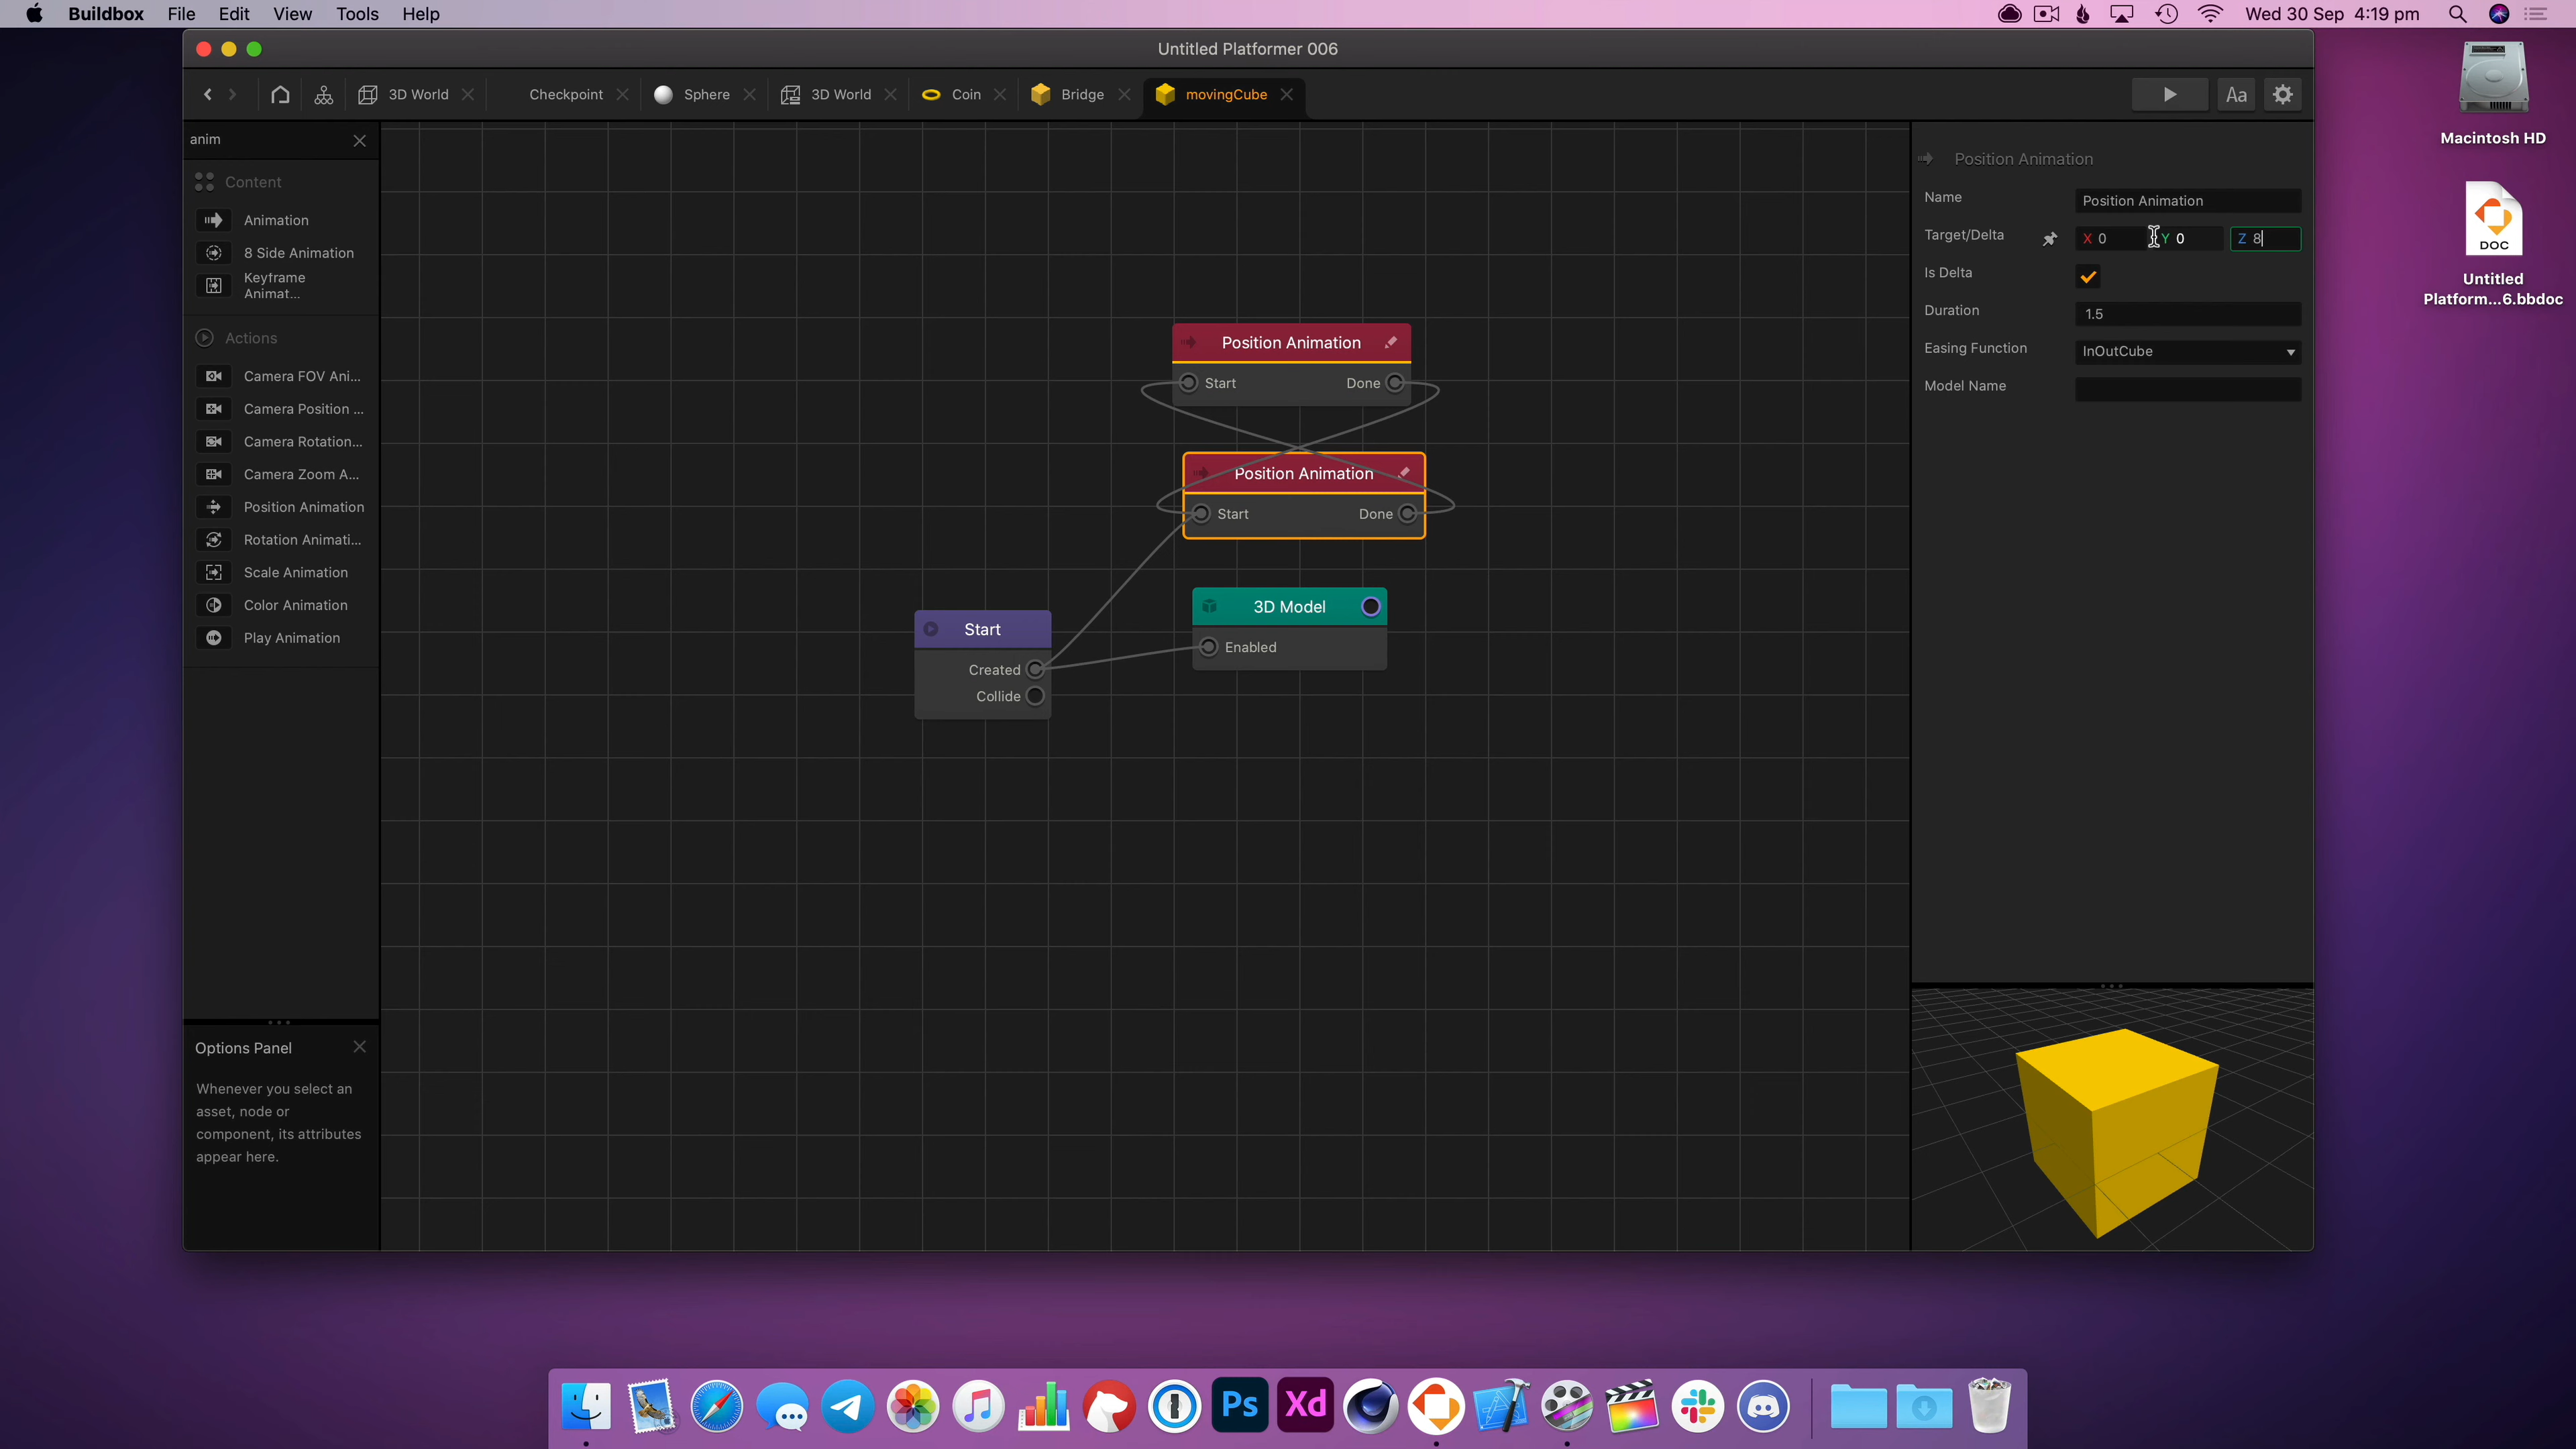 Buildbox File Edit View Tools Help Wed 30 Sep 4:19 pm
Untitled Platformer 006
3D World Checkpoint Sphere 3D World Coin Bridge movingCube Aa
anim
Content
Animation
8 Side Animation
Keyframe
Animat...
Actions
Camera FOV Ani...
Camera Position ...
Camera Rotation...
Camera Zoom A...
Position Animation
Rotation Animati...
Scale Animation
Color Animation
Play Animation
Options Panel
Whenever you select an
asset, node or
component, its attributes
appear here.
Position Animation
Start Done
Position Animation
Start Done
3D Model
Enabled
Start
Created
Collide
Position Animation
Name Position Animation
Target/Delta X 0 Y 0 Z 8
Is Delta
Duration 1.5
Easing Function InOutCube
Model Name
Macintosh HD
DOC
Untitled
Platform...6.bbdoc
Ps Xd